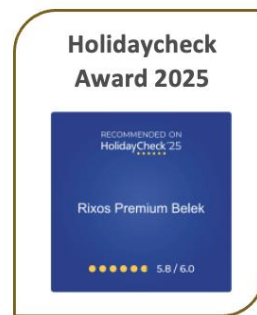 Holidaycheck
Award 2025
RECOMMENDED ON
HolidayCheck'25
Rixos Premium Belek
5.8 / 6.0